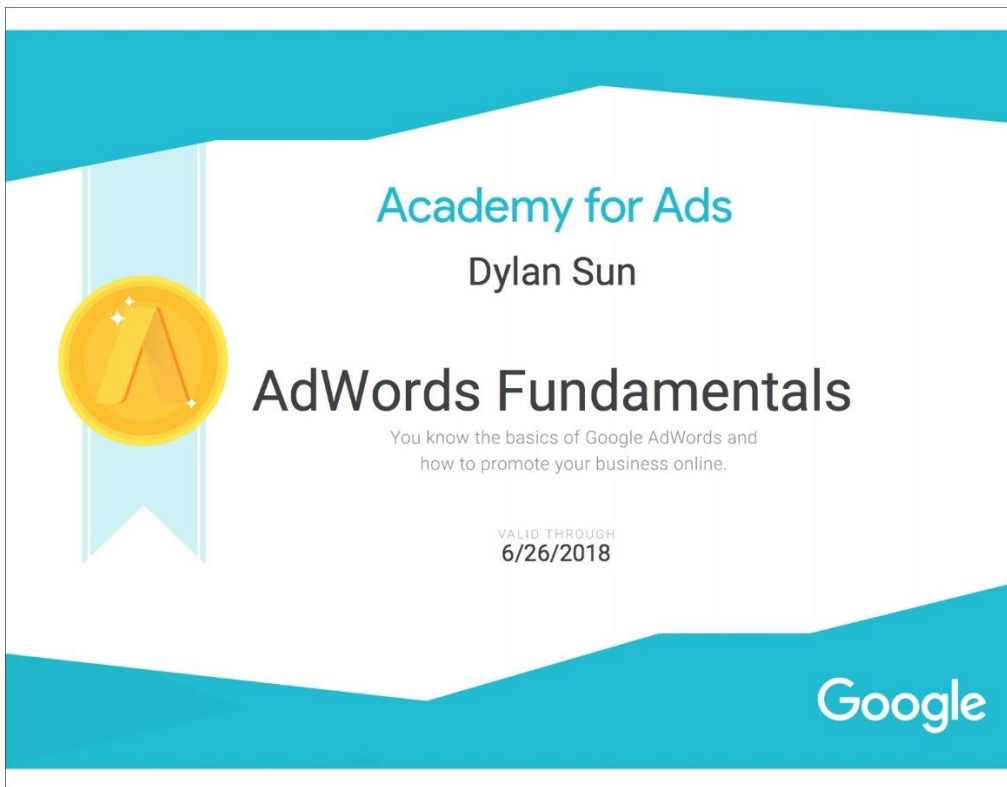 Academy for Ads
Dylan Sun
AdWords Fundamentals
You know the basics of Google AdWords and
how to promote your business online.
VALID THROUGH
6/26/2018
Google